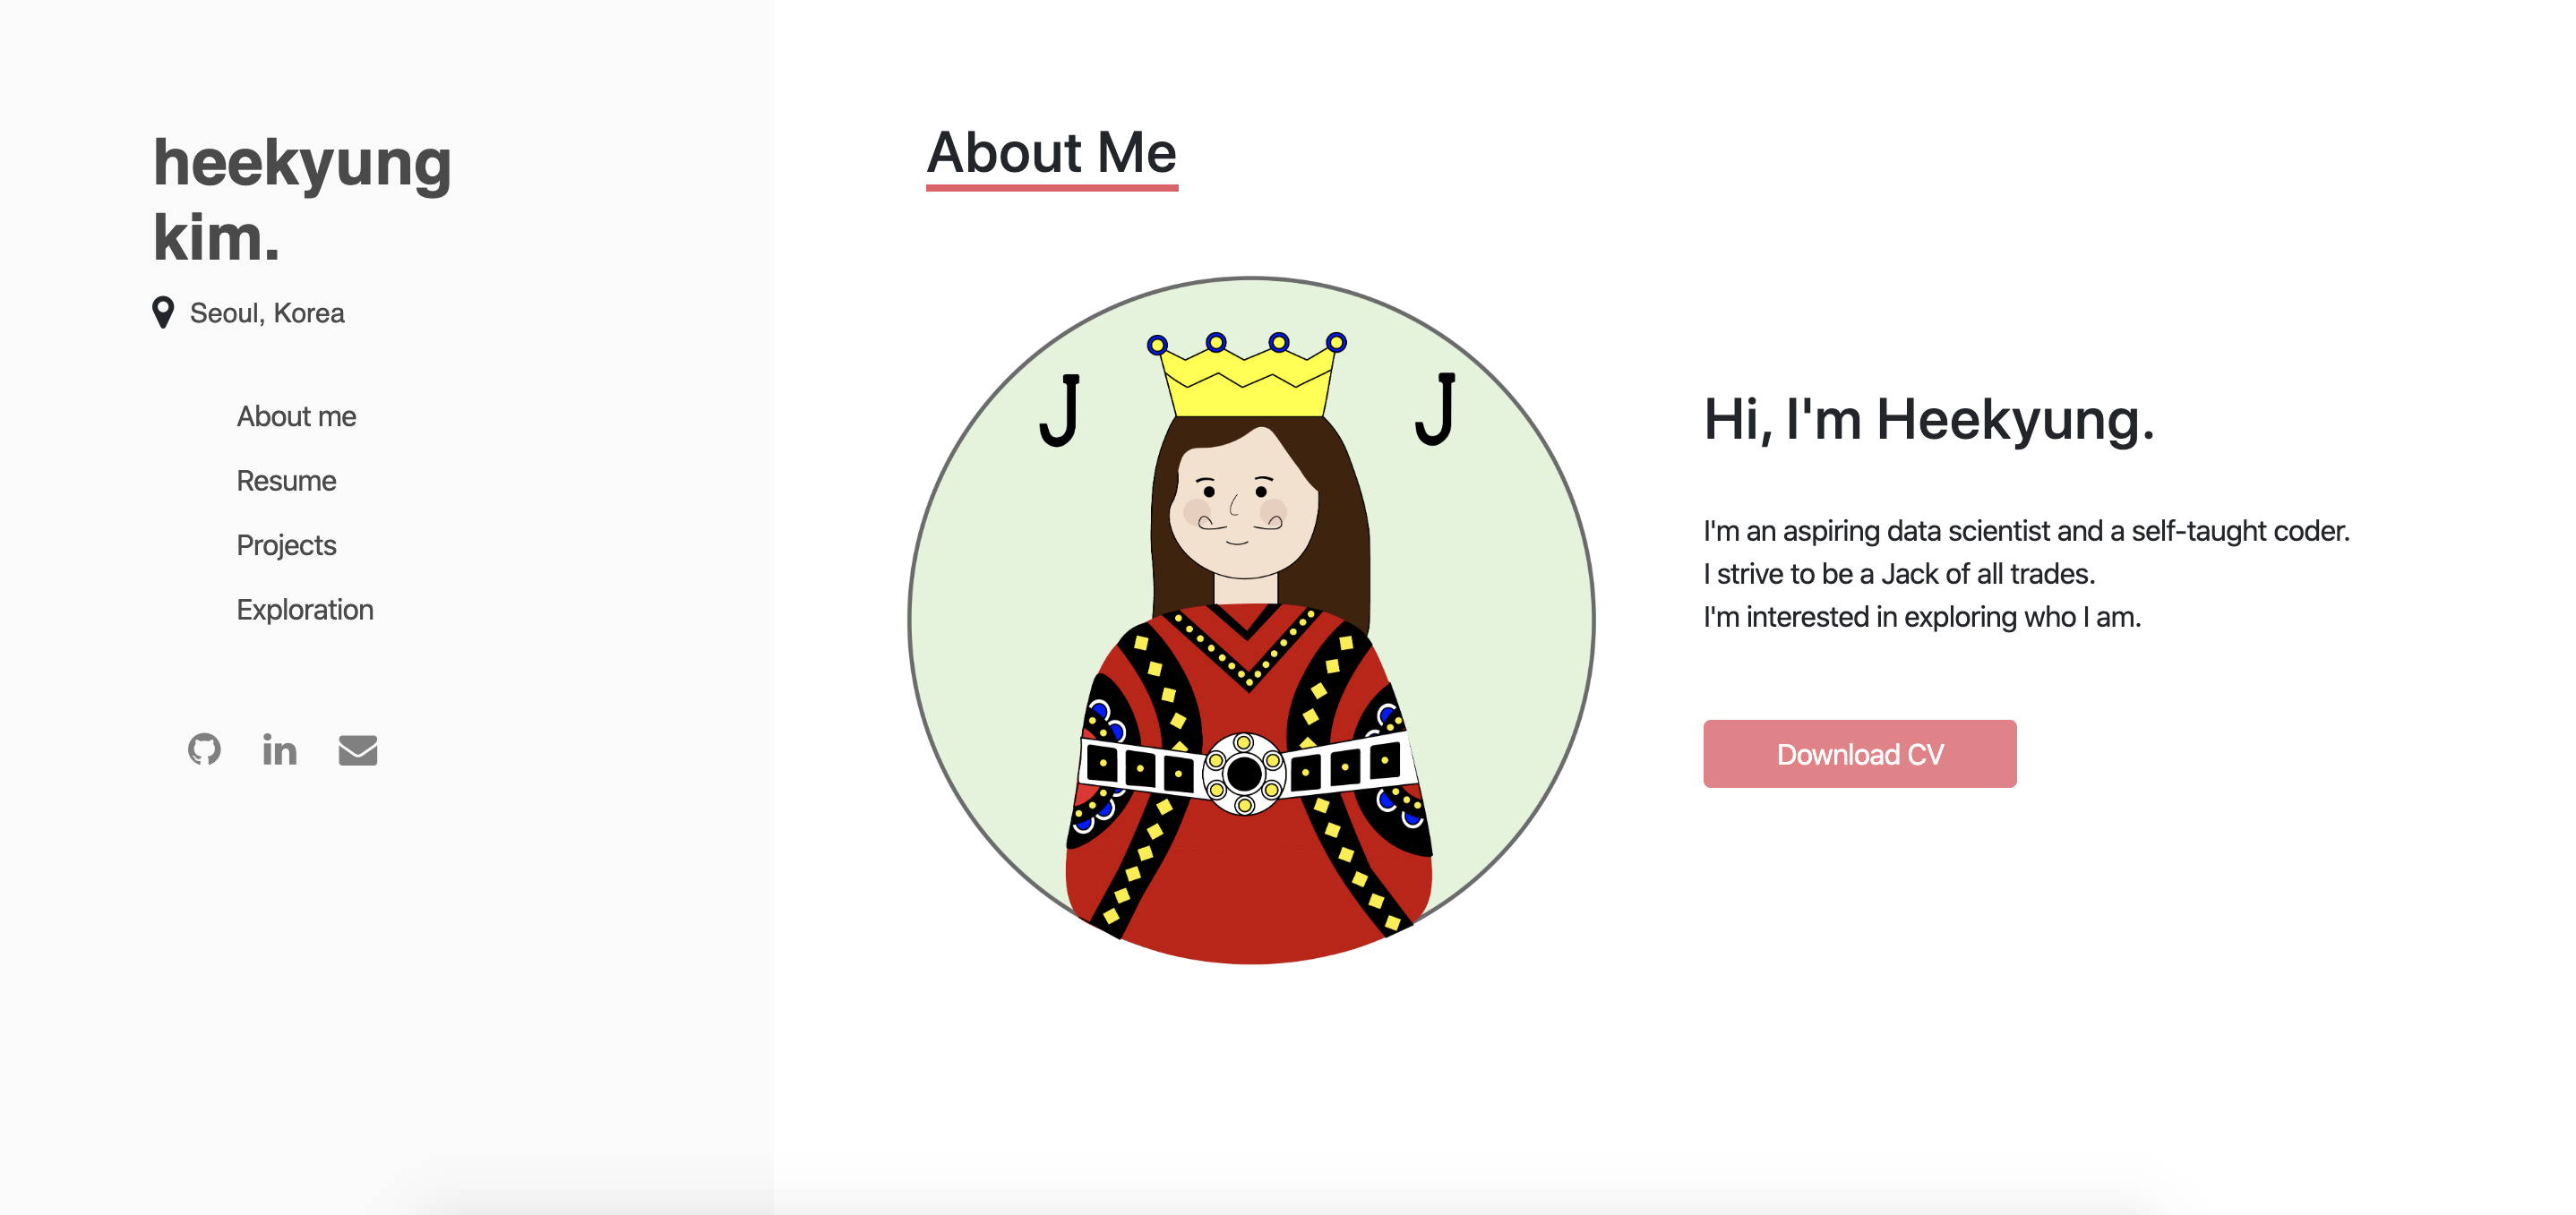 heekyung
kim.
Seoul, Korea
About me
Resume
Projects
Exploration
in
About Me
J
J
Hi, I'm Heekyung.
I'm an aspiring data scientist and a self-taught coder.
I strive to be a Jack of all trades.
I'm interested in exploring who I am.
Download CV